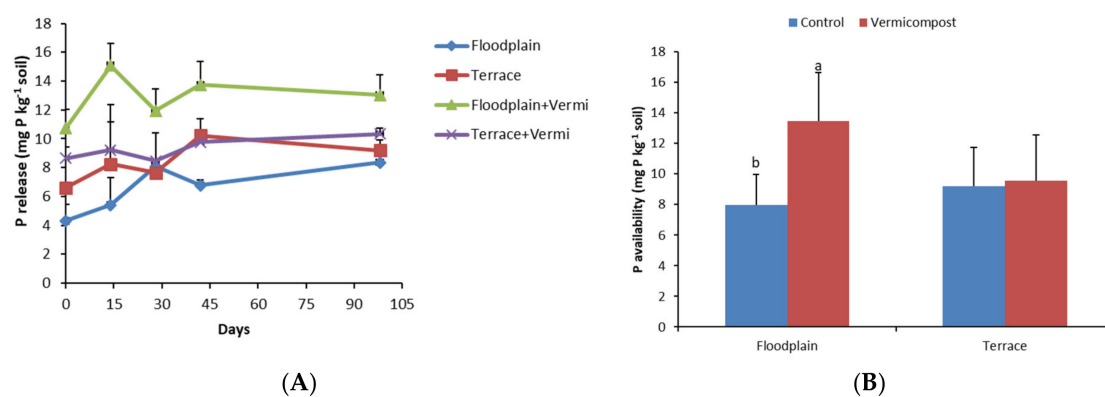 P release (mg P kg⁻¹ soil)
18
16
14
12
10
8
6
4
2
0
0 15 30 45 60 75 90 105
Days
Floodplain
Terrace
Floodplain+Vermi
Terrace+Vermi
(A)
Control Vermicompost
P availability (mg P kg⁻¹ soil)
18
16
14
12
10
8
6
4
2
0
b
a
Floodplain Terrace
(B)